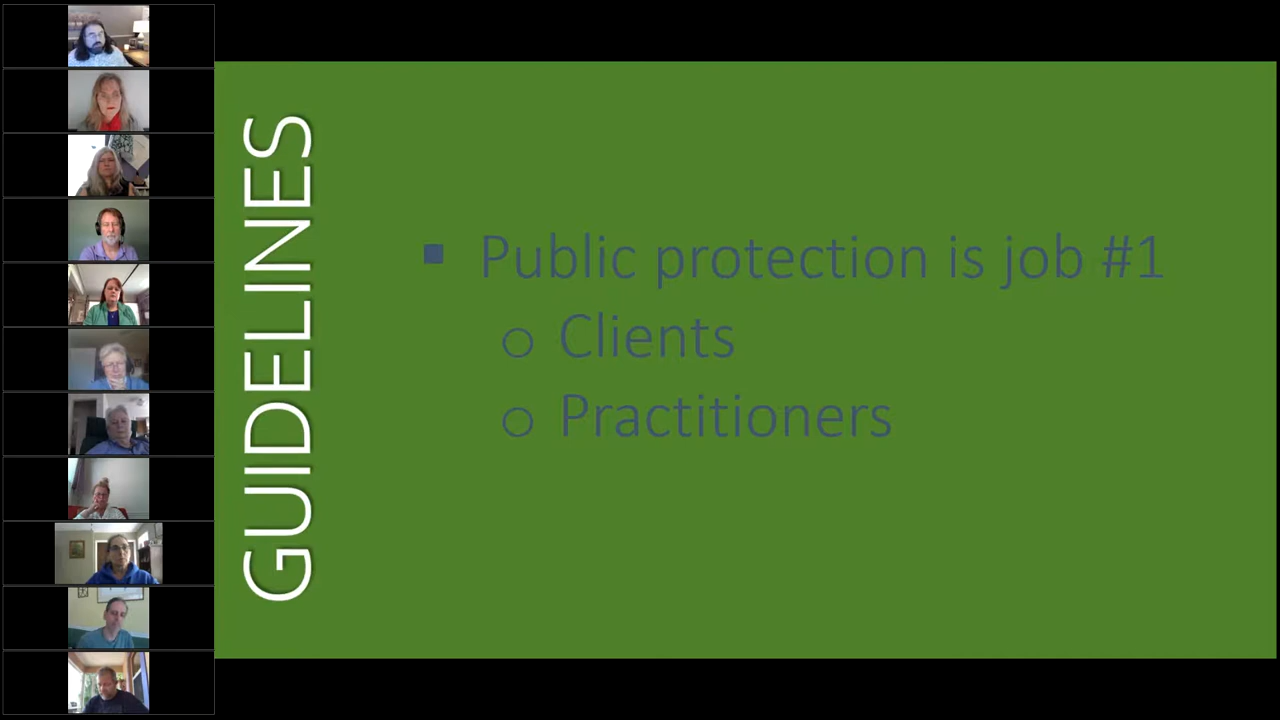 GUIDELINES
▪ Public protection is job #1
o Clients
o Practitioners